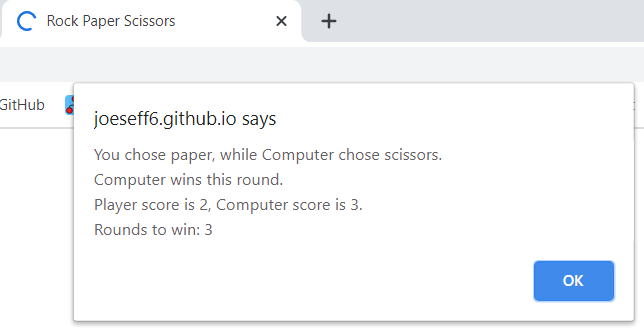 Rock Paper Scissors
GitHub
joeseff6.github.io says
You chose paper, while Computer chose scissors.
Computer wins this round.
Player score is 2, Computer score is 3.
Rounds to win: 3
OK